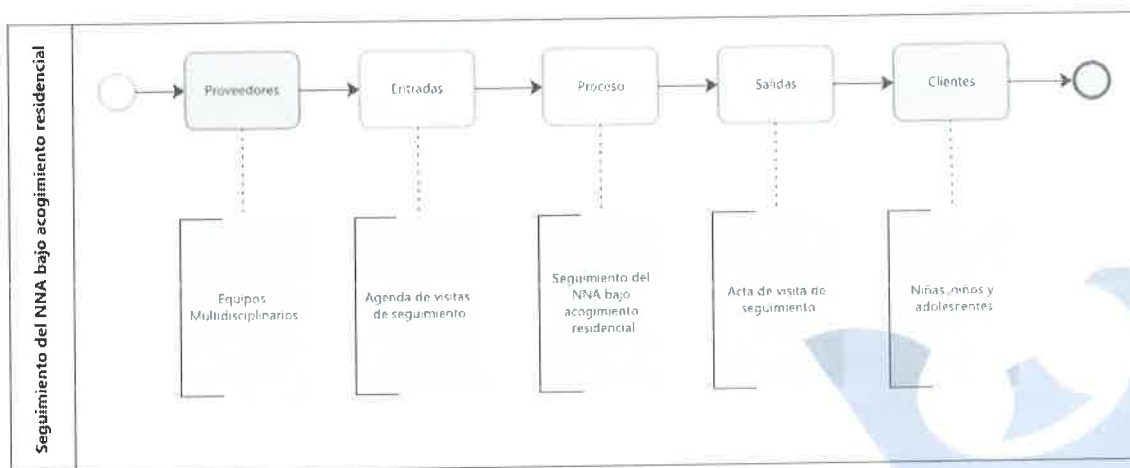 Seguimiento del NNA bajo acogimiento residencial
Proveedores
Entradas
Proceso
Salidas
Clientes
Equipos
Multidisciplinarios
Agenda de visitas
de seguimiento
Seguimiento del
NNA bajo
acogimiento
residencial
Acta de visita de
seguimiento
Niñas, niños y
adolescentes